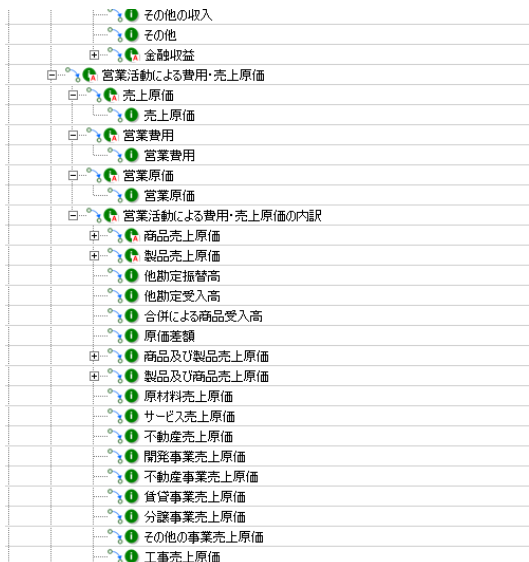 その他の収入
その他
金融収益
営業活動による費用・売上原価
売上原価
売上原価
営業費用
営業費用
営業原価
営業原価
営業活動による費用・売上原価の内訳
商品売上原価
製品売上原価
他勘定振替高
他勘定受入高
合併による商品受入高
原価差額
商品及び製品売上原価
製品及び商品売上原価
原材料売上原価
サービス売上原価
不動産売上原価
開発事業売上原価
不動産事業売上原価
賃貸事業売上原価
分譲事業売上原価
その他の事業売上原価
工事売上原価